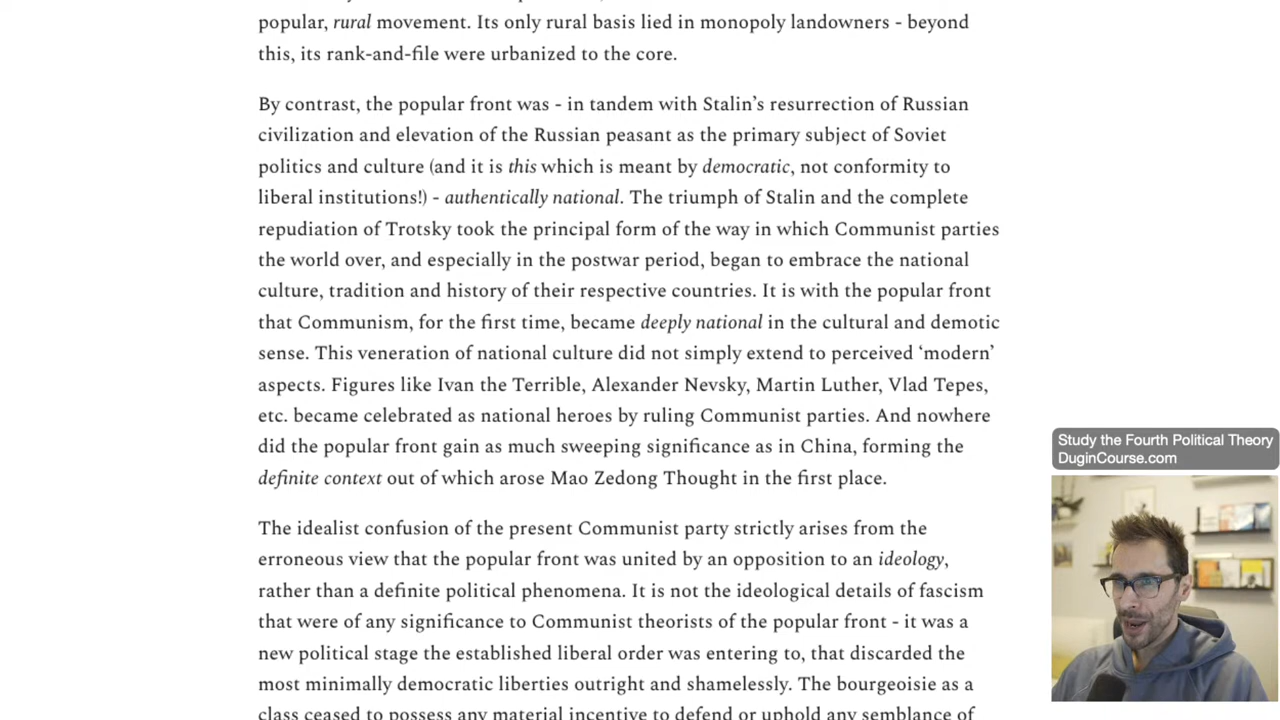 popular, rural movement. Its only rural basis lied in monopoly landowners - beyond
this, its rank-and-file were urbanized to the core.
By contrast, the popular front was - in tandem with Stalin’s resurrection of Russian
civilization and elevation of the Russian peasant as the primary subject of Soviet
politics and culture (and it is this which is meant by democratic, not conformity to
liberal institutions!) - authentically national. The triumph of Stalin and the complete
repudiation of Trotsky took the principal form of the way in which Communist parties
the world over, and especially in the postwar period, began to embrace the national
culture, tradition and history of their respective countries. It is with the popular front
that Communism, for the first time, became deeply national in the cultural and demotic
sense. This veneration of national culture did not simply extend to perceived ‘modern’
aspects. Figures like Ivan the Terrible, Alexander Nevsky, Martin Luther, Vlad Tepes,
etc. became celebrated as national heroes by ruling Communist parties. And nowhere
did the popular front gain as much sweeping significance as in China, forming the
definite context out of which arose Mao Zedong Thought in the first place.
The idealist confusion of the present Communist party strictly arises from the
erroneous view that the popular front was united by an opposition to an ideology,
rather than a definite political phenomena. It is not the ideological details of fascism
that were of any significance to Communist theorists of the popular front - it was a
new political stage the established liberal order was entering to, that discarded the
most minimally democratic liberties outright and shamelessly. The bourgeoisie as a
class ceased to possess any material incentive to defend or uphold any semblance of
Study the Fourth Political Theory
DuginCourse.com